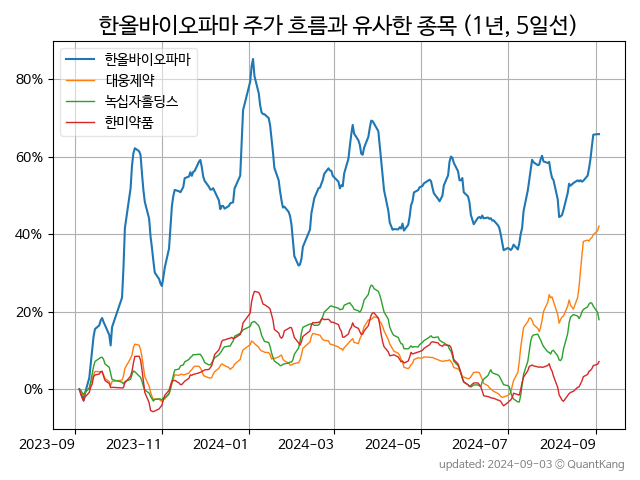 한올바이오파마 주가 흐름과 유사한 종목 (1년, 5일선)
한올바이오파마
대웅제약
녹십자홀딩스
한미약품
80%
60%
40%
20%
0%
2023-09 2023-11 2024-01 2024-03 2024-05 2024-07 2024-09
updated: 2024-09-03 © QuantKang